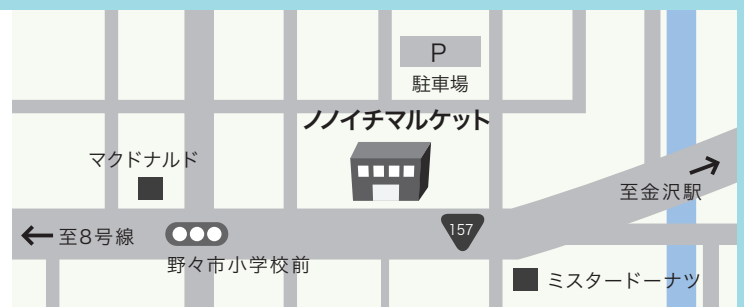 P
駐車場
ノノイチマルケット
マクドナルド
至金沢駅
157
←至8号線
野々市小学校前
ミスタードーナツ